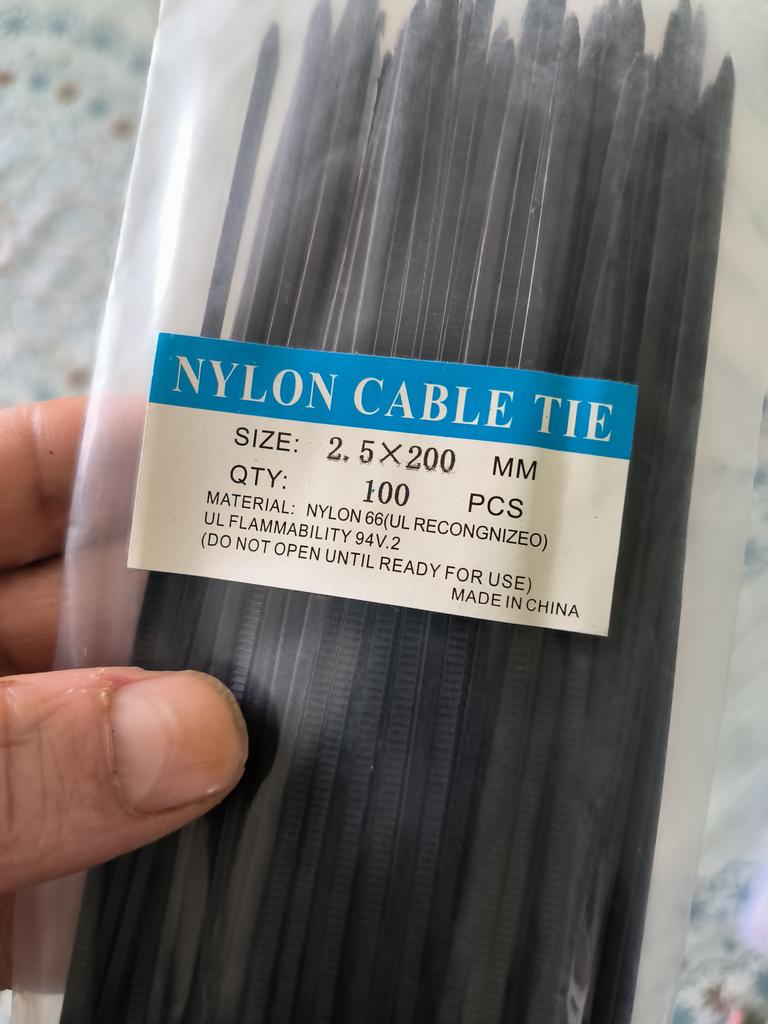 NYLON CABLE TIE
SIZE: 2.5×200 MM
QTY: 100 PCS
MATERIAL: NYLON 66(UL RECONGNIZEO)
UL FLAMMABILITY 94V.2
(DO NOT OPEN UNTIL READY FOR USE)
MADE IN CHINA